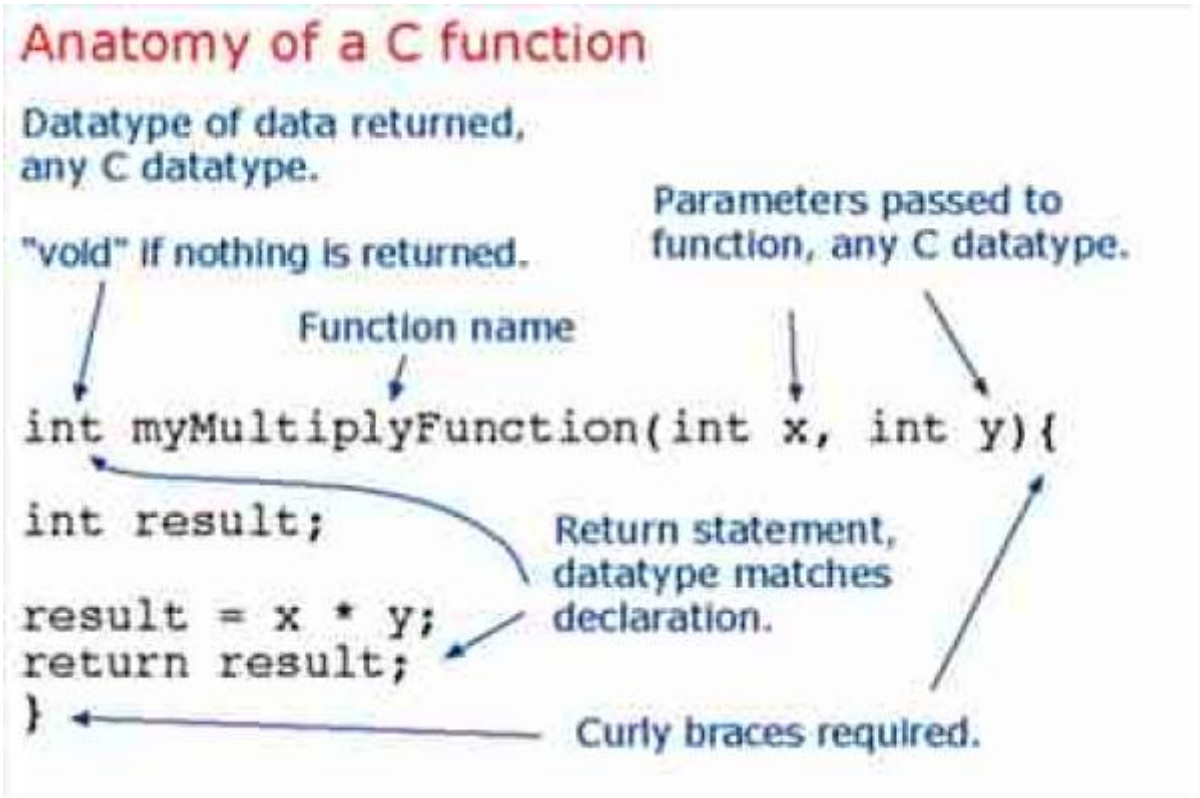 Anatomy of a C function
Datatype of data returned,
any C datatype.
"void" if nothing is returned.
Parameters passed to
function, any C datatype.
Function name
int myMultiplyFunction(int x, int y){
int result;
Return statement,
datatype matches
declaration.
result = x * y;
return result;
}
Curly braces required.